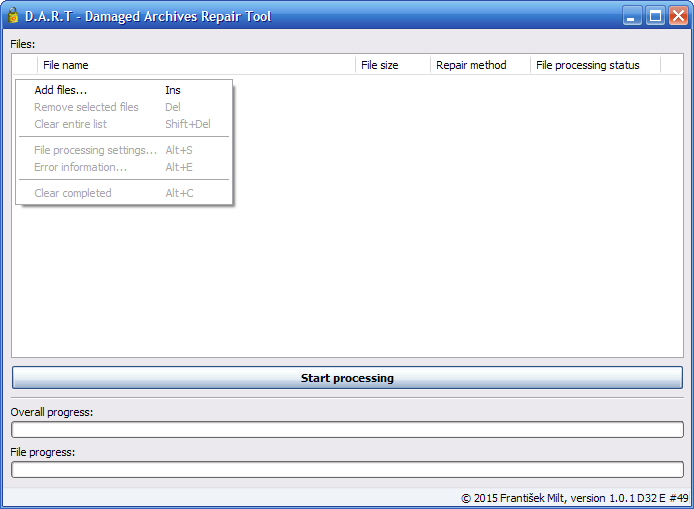 D.A.R.T - Damaged Archives Repair Tool
Files:
File name File size Repair method File processing status
Add files... Ins
Remove selected files Del
Clear entire list Shift+Del
File processing settings... Alt+S
Error information... Alt+E
Clear completed Alt+C
Start processing
Overall progress:
File progress:
© 2015 František Milt, version 1.0.1 D32 E #49